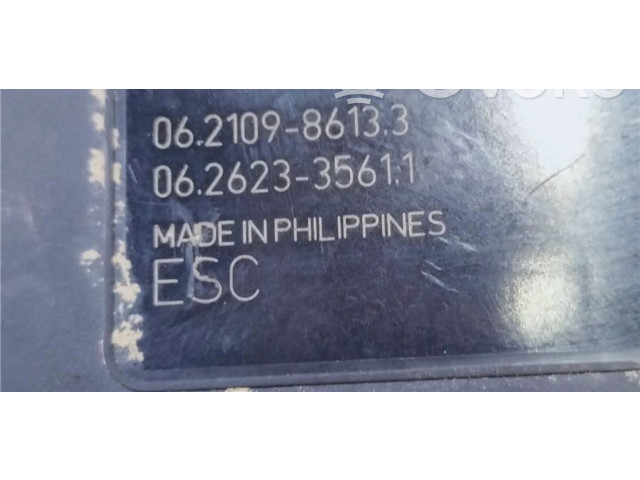 06.2109-8613.3
06.2623-3561.1
MADE IN PHILIPPINES
ESC